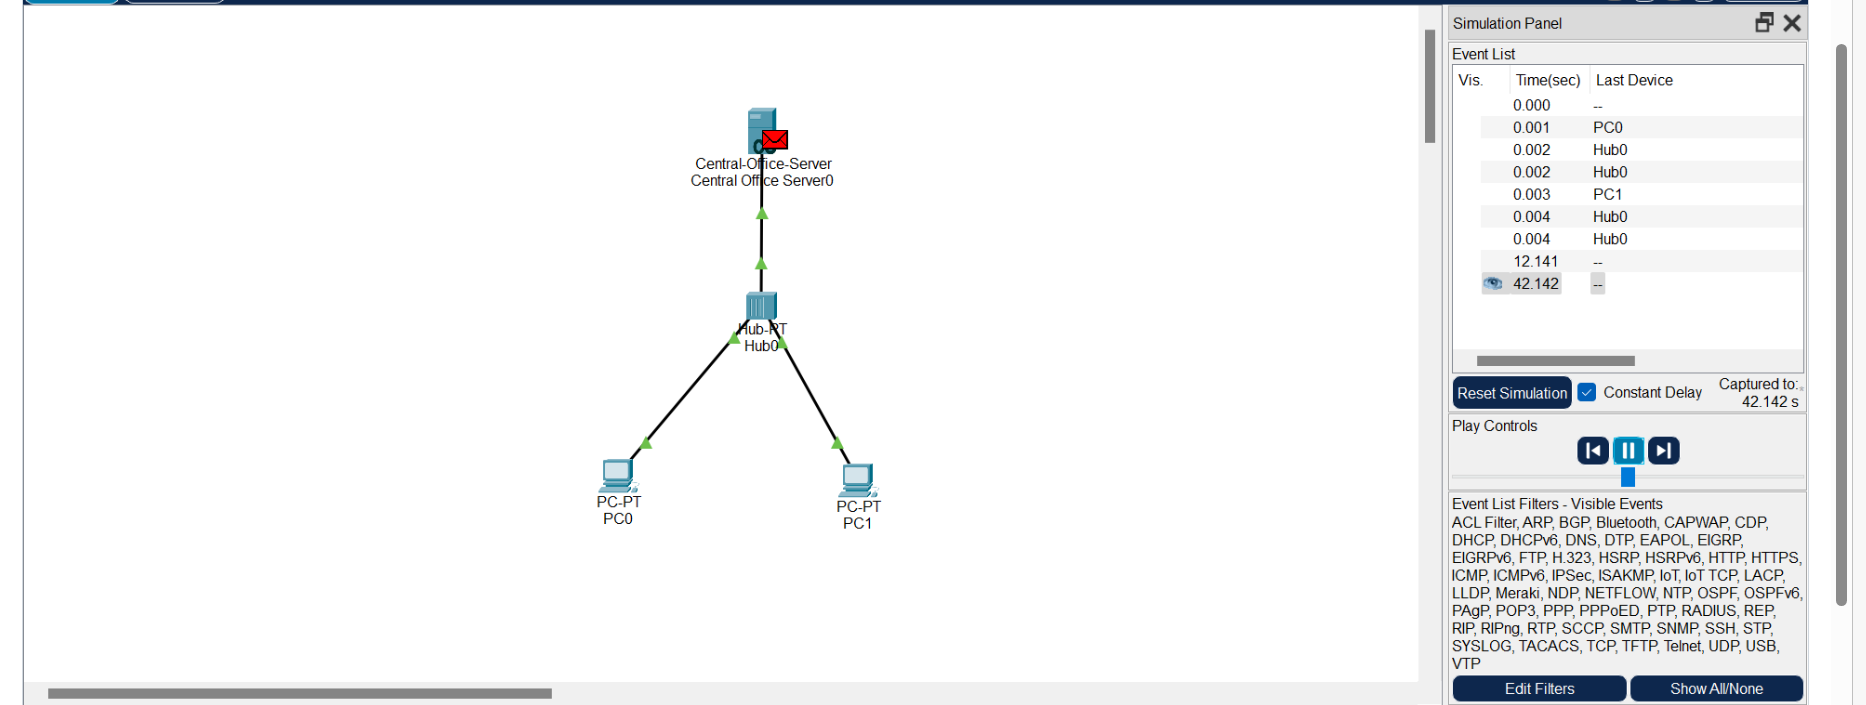 Central-Office-Server
Central Office Server0
Hub-PT
Hub0
PC-PT
PC0
PC-PT
PC1
Simulation Panel
Event List
Vis. Time(sec) Last Device
0.000 --
0.001 PC0
0.002 Hub0
0.002 Hub0
0.003 PC1
0.004 Hub0
0.004 Hub0
12.141 --
42.142 --
Reset Simulation Constant Delay Captured to:
42.142 s
Play Controls
Event List Filters - Visible Events
ACL Filter, ARP, BGP, Bluetooth, CAPWAP, CDP,
DHCP, DHCPv6, DNS, DTP, EAPOL, EIGRP,
EIGRPv6, FTP, H.323, HSRP, HSRPv6, HTTP, HTTPS,
ICMP, ICMPv6, IPSec, ISAKMP, IoT, IoT TCP, LACP,
LLDP, Meraki, NDP, NETFLOW, NTP, OSPF, OSPFv6,
PAgP, POP3, PPP, PPPoED, PTP, RADIUS, REP,
RIP, RIPng, RTP, SCCP, SMTP, SNMP, SSH, STP,
SYSLOG, TACACS, TCP, TFTP, Telnet, UDP, USB,
VTP
Edit Filters Show All/None